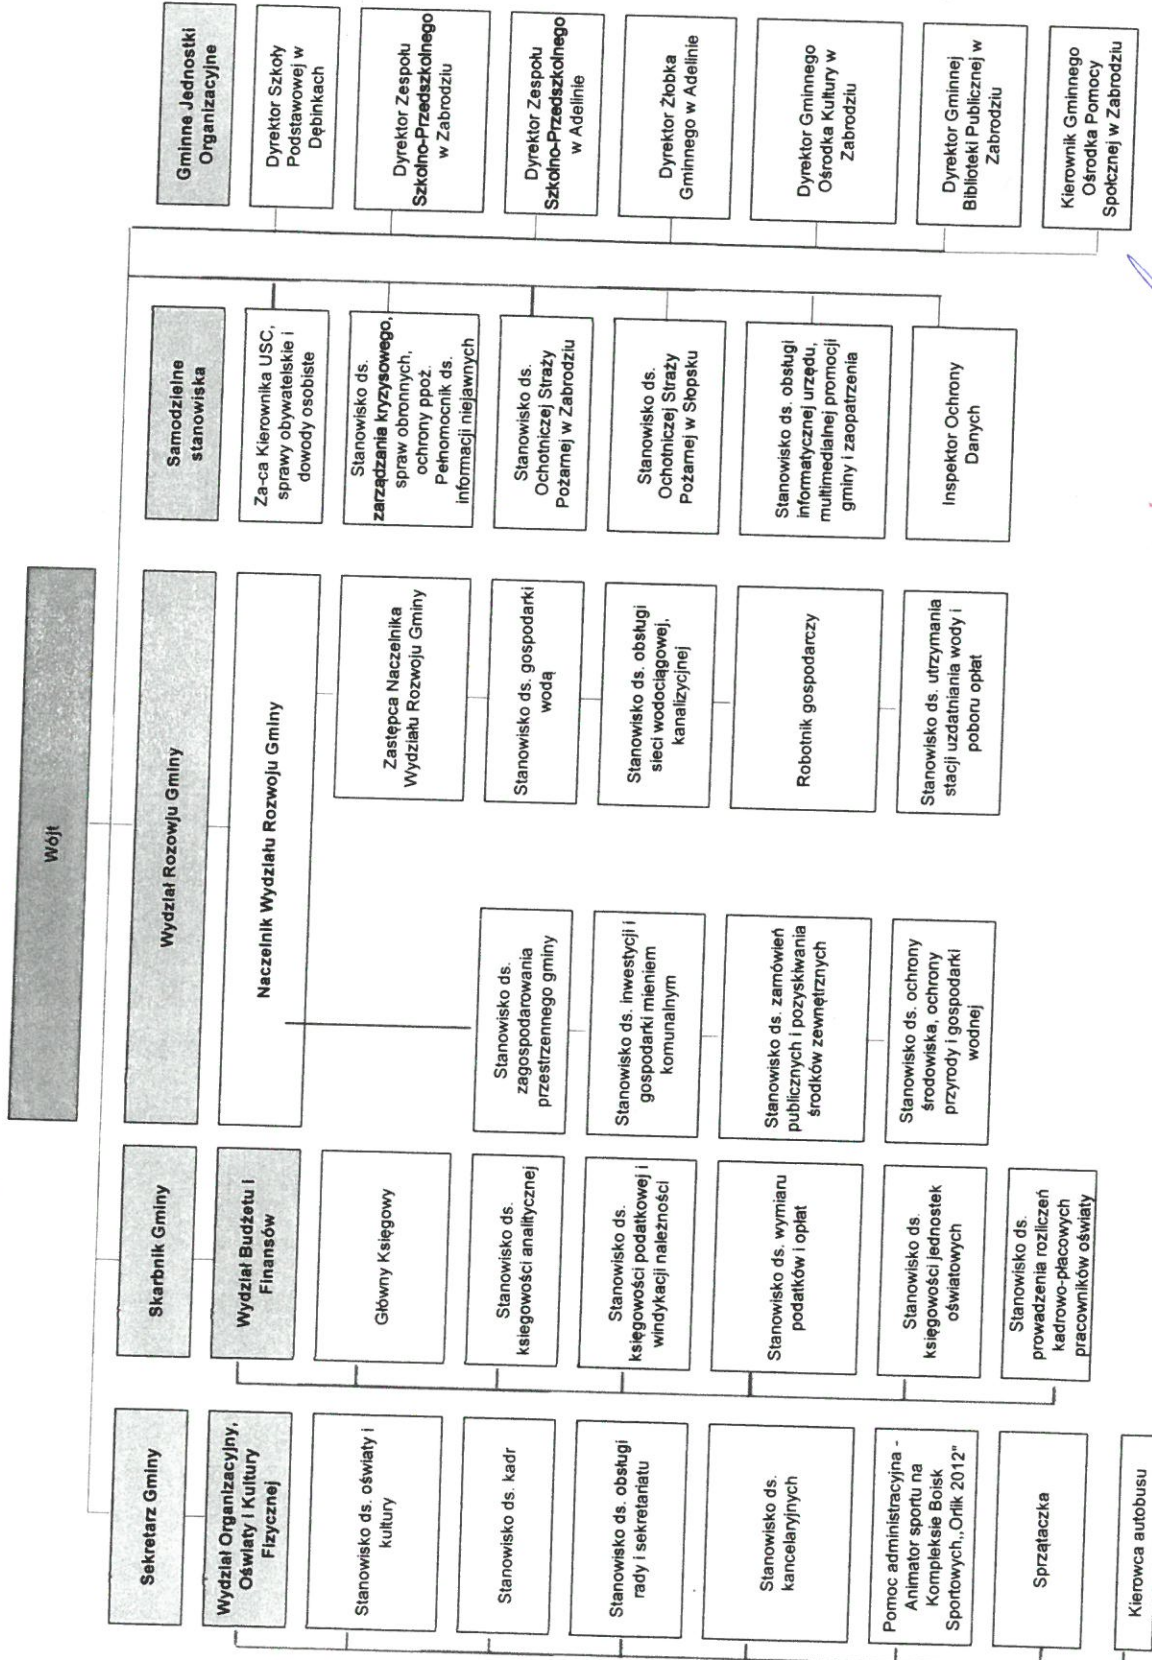 Wójt
Sekretarz Gminy
Wydział Organizacyjny,
Oświaty i Kultury
Fizycznej
Stanowisko ds. oświaty i
kultury
Stanowisko ds. kadr
Stanowisko ds. obsługi
rady i sekretariatu
Stanowisko ds.
kancelaryjnych
Pomoc administracyjna -
Animator sportu na
Kompleksie Boisk
Sportowych,,Orlik 2012"
Sprzątaczka
Kierowca autobusu
Skarbnik Gminy
Wydział Budżetu i
Finansów
Główny Księgowy
Stanowisko ds.
ksiegowości analitycznej
Stanowisko ds.
księgowości podatkowej i
windykacji należności
Stanowisko ds. wymiaru
podatków i opłat
Stanowisko ds.
księgowości jednostek
oświatowych
Stanowisko ds.
prowadzenia rozliczeń
kadrowo-płacowych
pracowników oświaty
Wydział Rozowju Gminy
Naczelnik Wydziału Rozwoju Gminy
Stanowisko ds.
zagospodarowania
przestrzennego gminy
Stanowisko ds. inwestycji i
gospodarki mieniem
komunalnym
Stanowisko ds. zamówień
publicznych i pozyskiwania
środków zewnętrznych
Stanowisko ds. ochrony
środowiska, ochrony
przyrody i gospodarki
wodnej
Zastępca Naczelnika
Wydziału Rozwoju Gminy
Stanowisko ds. gospodarki
wodą
Stanowisko ds. obsługi
sieci wodociągowej,
kanalizycjnej
Robotnik gospodarczy
Stanowisko ds. utrzymania
stacji uzdatniania wody i
poboru opłat
Samodzielne
stanowiska
Za-ca Kierownika USC,
sprawy obywatelskie i
dowody osobiste
Stanowisko ds.
zarządzania kryzysowego,
spraw obronnych,
ochrony ppoż.
Pełnomocnik ds.
informacji niejawnych
Stanowisko ds.
Ochotniczej Straży
Pożarnej w Zabrodziu
Stanowisko ds.
Ochotniczej Straży
Pożarnej w Słopsku
Stanowisko ds. obsługi
informatycznej urzędu,
multimedialnej promocji
gminy i zaopatrzenia
Inspektor Ochrony
Danych
Gminne Jednostki
Organizacyjne
Dyrektor Szkoły
Podstawowej w
Dębinkach
Dyrektor Zespołu
Szkolno-Przedszkolnego
w Zabrodziu
Dyrektor Zespołu
Szkolno-Przedszkolnego
w Adelinie
Dyrektor Żłobka
Gminnego w Adelinie
Dyrektor Gminnego
Ośrodka Kultury w
Zabrodziu
Dyrektor Gminnej
Biblioteki Publicznej w
Zabrodziu
Kierownik Gminnego
Ośrodka Pomocy
Społcznej w Zabrodziu